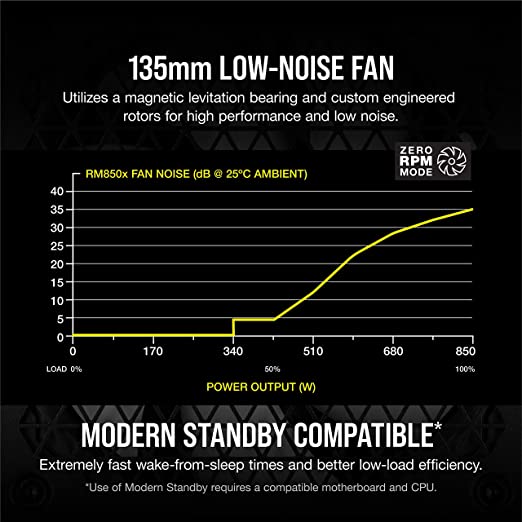 135mm LOW-NOISE FAN
Utilizes a magnetic levitation bearing and custom engineered
rotors for high performance and low noise.
ZERO
RPM
MODE
RM850x FAN NOISE (dB @ 25ºC AMBIENT)
40
35
30
25
20
15
10
5
0
0 170 340 510 680 850
LOAD 0% 50% 100%
POWER OUTPUT (W)
MODERN STANDBY COMPATIBLE*
Extremely fast wake-from-sleep times and better low-load efficiency.
*Use of Modern Standby requires a compatible motherboard and CPU.